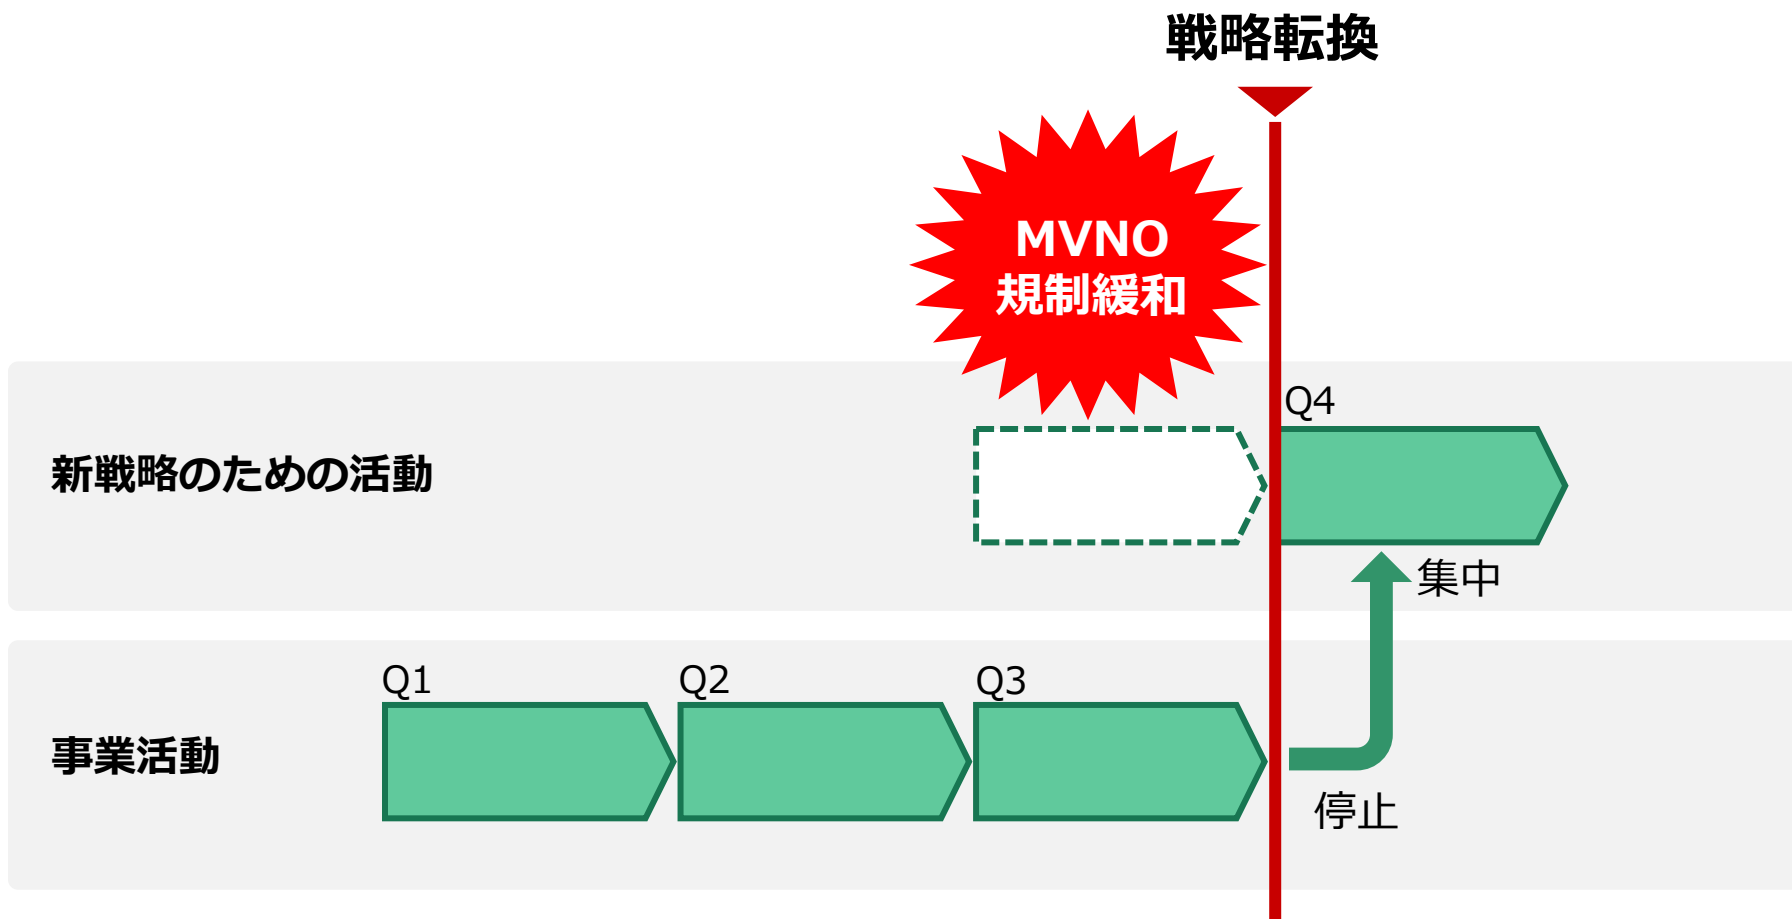 戦略転換
MVNO
規制緩和
Q4
新戦略のための活動
集中
Q1
Q2
Q3
事業活動
停止